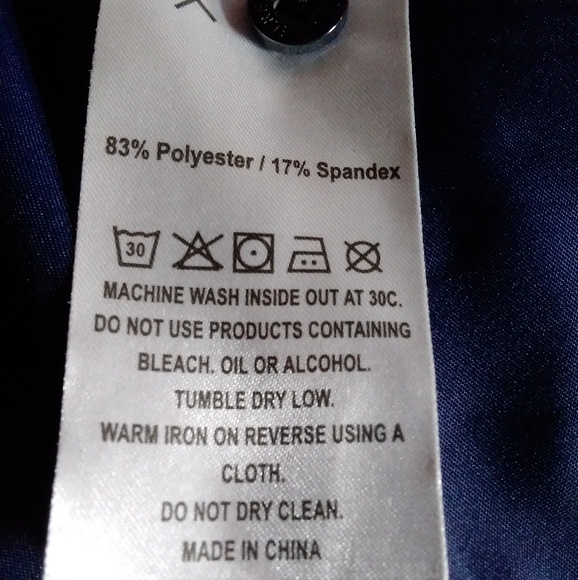 83% Polyester / 17% Spandex
30
MACHINE WASH INSIDE OUT AT 30C.
DO NOT USE PRODUCTS CONTAINING
BLEACH. OIL OR ALCOHOL.
TUMBLE DRY LOW.
WARM IRON ON REVERSE USING A
CLOTH.
DO NOT DRY CLEAN.
MADE IN CHINA